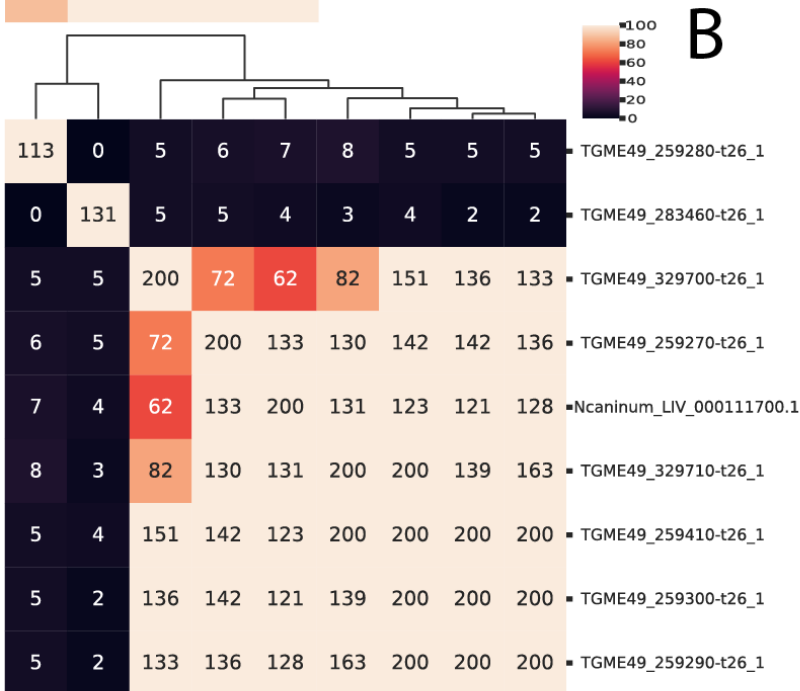 100
80
60
40
20
0
B
113 0 5 6 7 8 5 5 5 TGME49_259280-t26_1
0 131 5 5 4 3 4 2 2 TGME49_283460-t26_1
5 5 200 72 62 82 151 136 133 TGME49_329700-t26_1
6 5 72 200 133 130 142 142 136 TGME49_259270-t26_1
7 4 62 133 200 131 123 121 128 Ncaninum_LIV_000111700.1
8 3 82 130 131 200 200 139 163 TGME49_329710-t26_1
5 4 151 142 123 200 200 200 200 TGME49_259410-t26_1
5 2 136 142 121 139 200 200 200 TGME49_259300-t26_1
5 2 133 136 128 163 200 200 200 TGME49_259290-t26_1